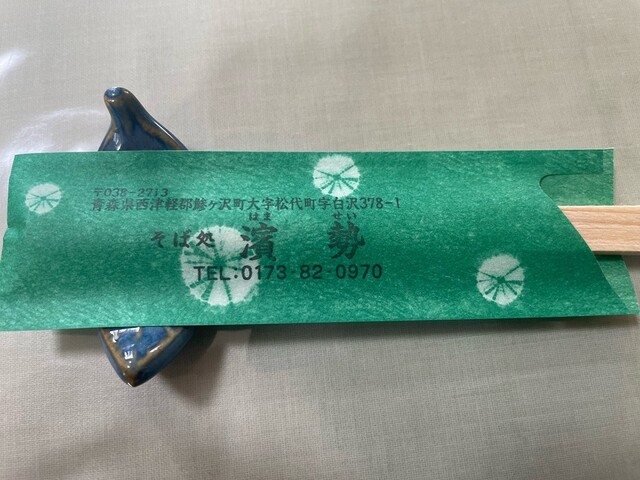 〒038-2713
青森県西津軽郡鰺ヶ沢町大字松代町字白沢378-1
はま せい
そば処 濱勢
TEL:0173 82-0970